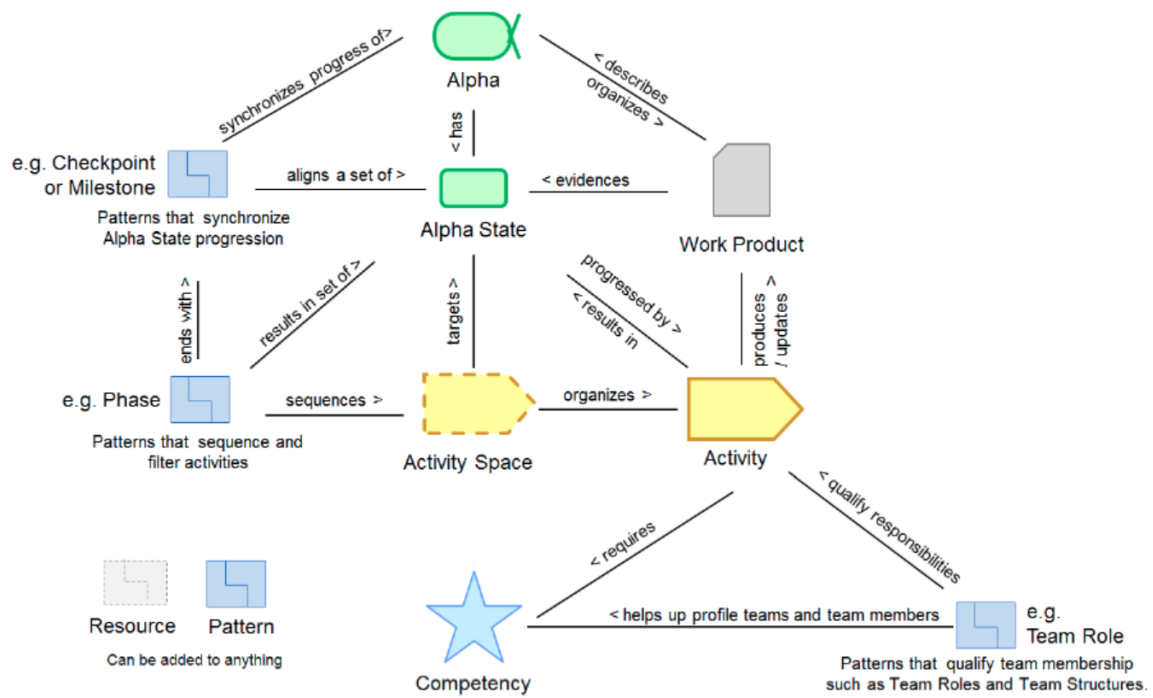 Alpha
synchronizes progress of>
< describes
organizes >
< has
e.g. Checkpoint
or Milestone
aligns a set of >
< evidences
Patterns that synchronize
Alpha State progression
Alpha State
Work Product
ends with >
results in set of >
targets >
progressed by >
< results in
produces >
/ updates
e.g. Phase
sequences >
organizes >
Patterns that sequence and
filter activities
Activity Space
Activity
< requires
< qualify responsibilities
Resource
Pattern
Can be added to anything
< helps up profile teams and team members
e.g.
Team Role
Competency
Patterns that qualify team membership
such as Team Roles and Team Structures.